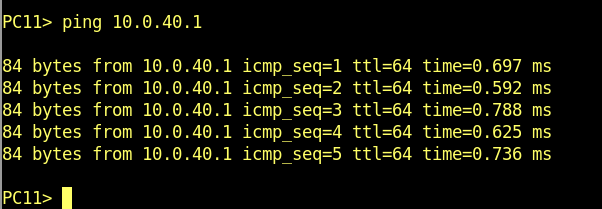 PC11> ping 10.0.40.1
84 bytes from 10.0.40.1 icmp_seq=1 ttl=64 time=0.697 ms
84 bytes from 10.0.40.1 icmp_seq=2 ttl=64 time=0.592 ms
84 bytes from 10.0.40.1 icmp_seq=3 ttl=64 time=0.788 ms
84 bytes from 10.0.40.1 icmp_seq=4 ttl=64 time=0.625 ms
84 bytes from 10.0.40.1 icmp_seq=5 ttl=64 time=0.736 ms
PC11>